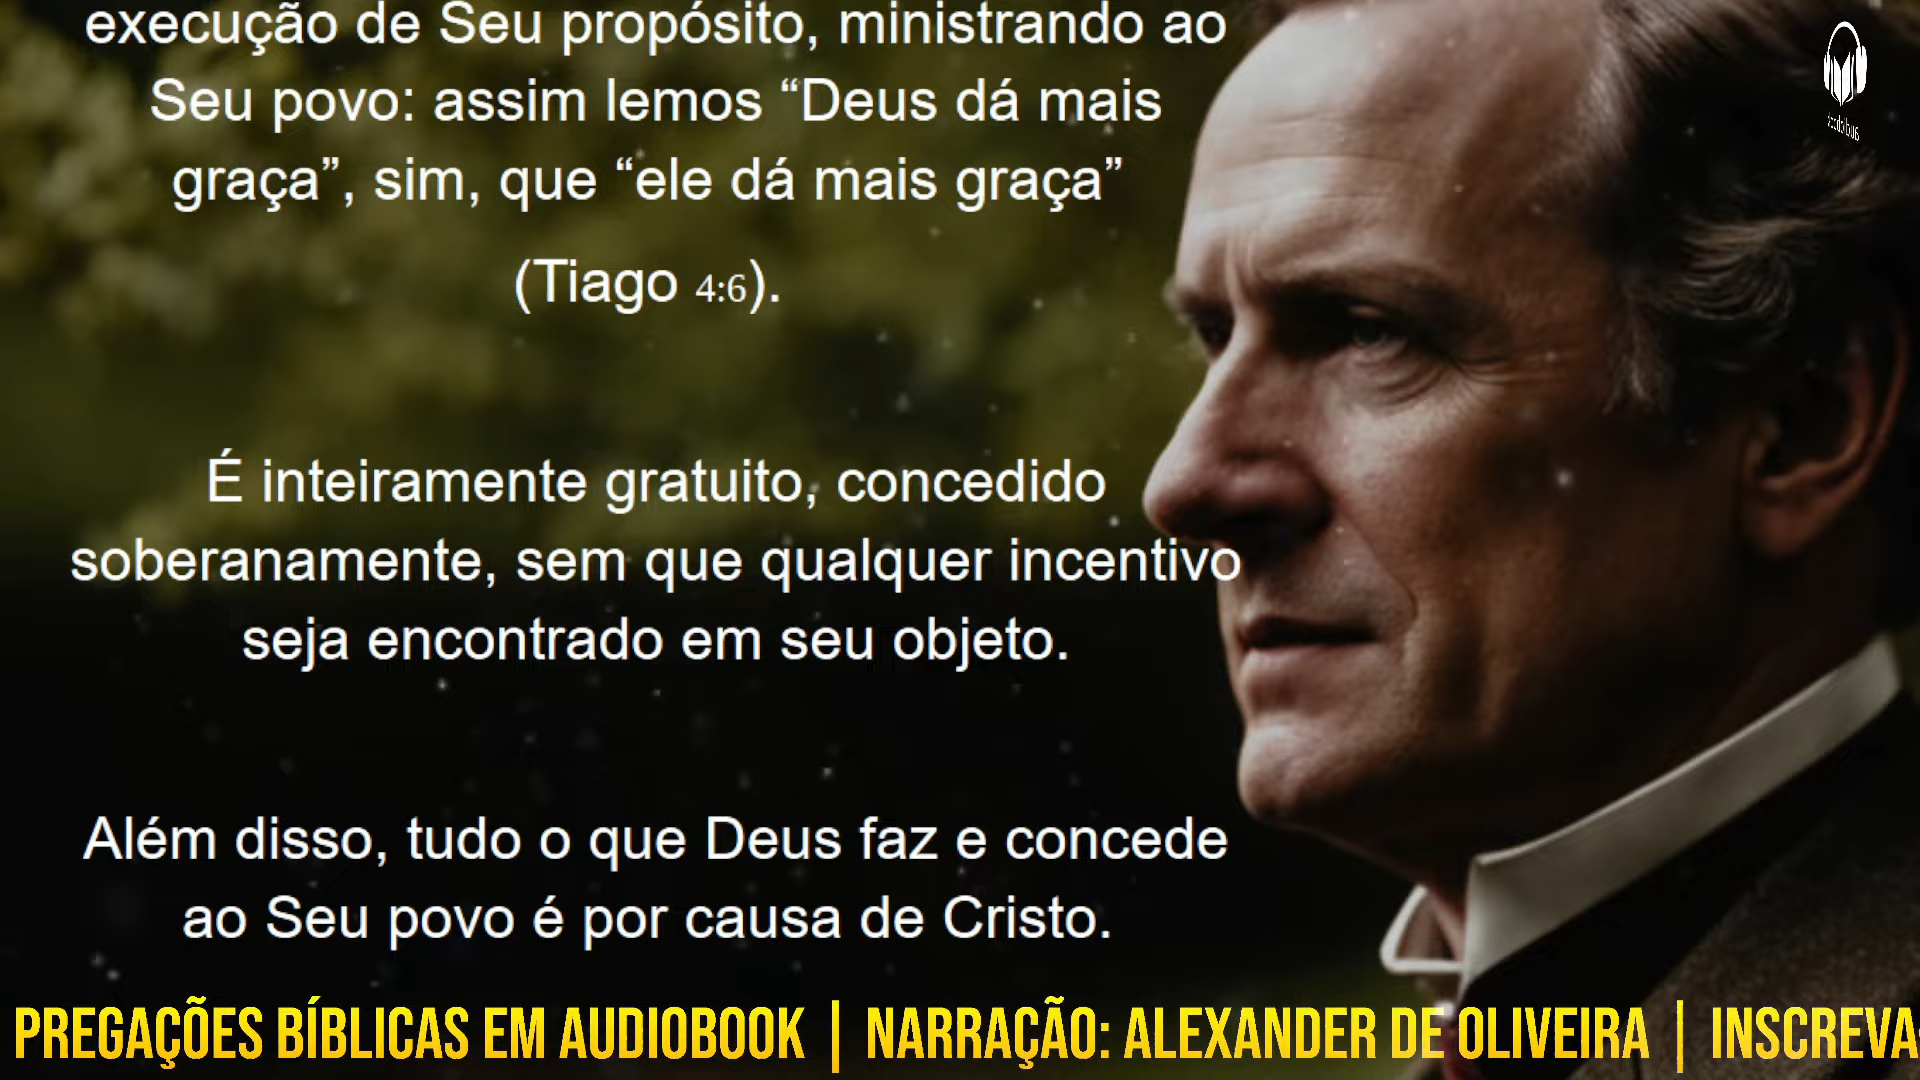 execução de Seu propósito, ministrando ao
Seu povo: assim lemos “Deus dá mais
graça”, sim, que “ele dá mais graça”
(Tiago 4:6).
É inteiramente gratuito, concedido
soberanamente, sem que qualquer incentivo
seja encontrado em seu objeto.
Além disso, tudo o que Deus faz e concede
ao Seu povo é por causa de Cristo.
PREGAÇÕES BÍBLICAS EM AUDIOBOOK | NARRAÇÃO: ALEXANDER DE OLIVEIRA | INSCREVA